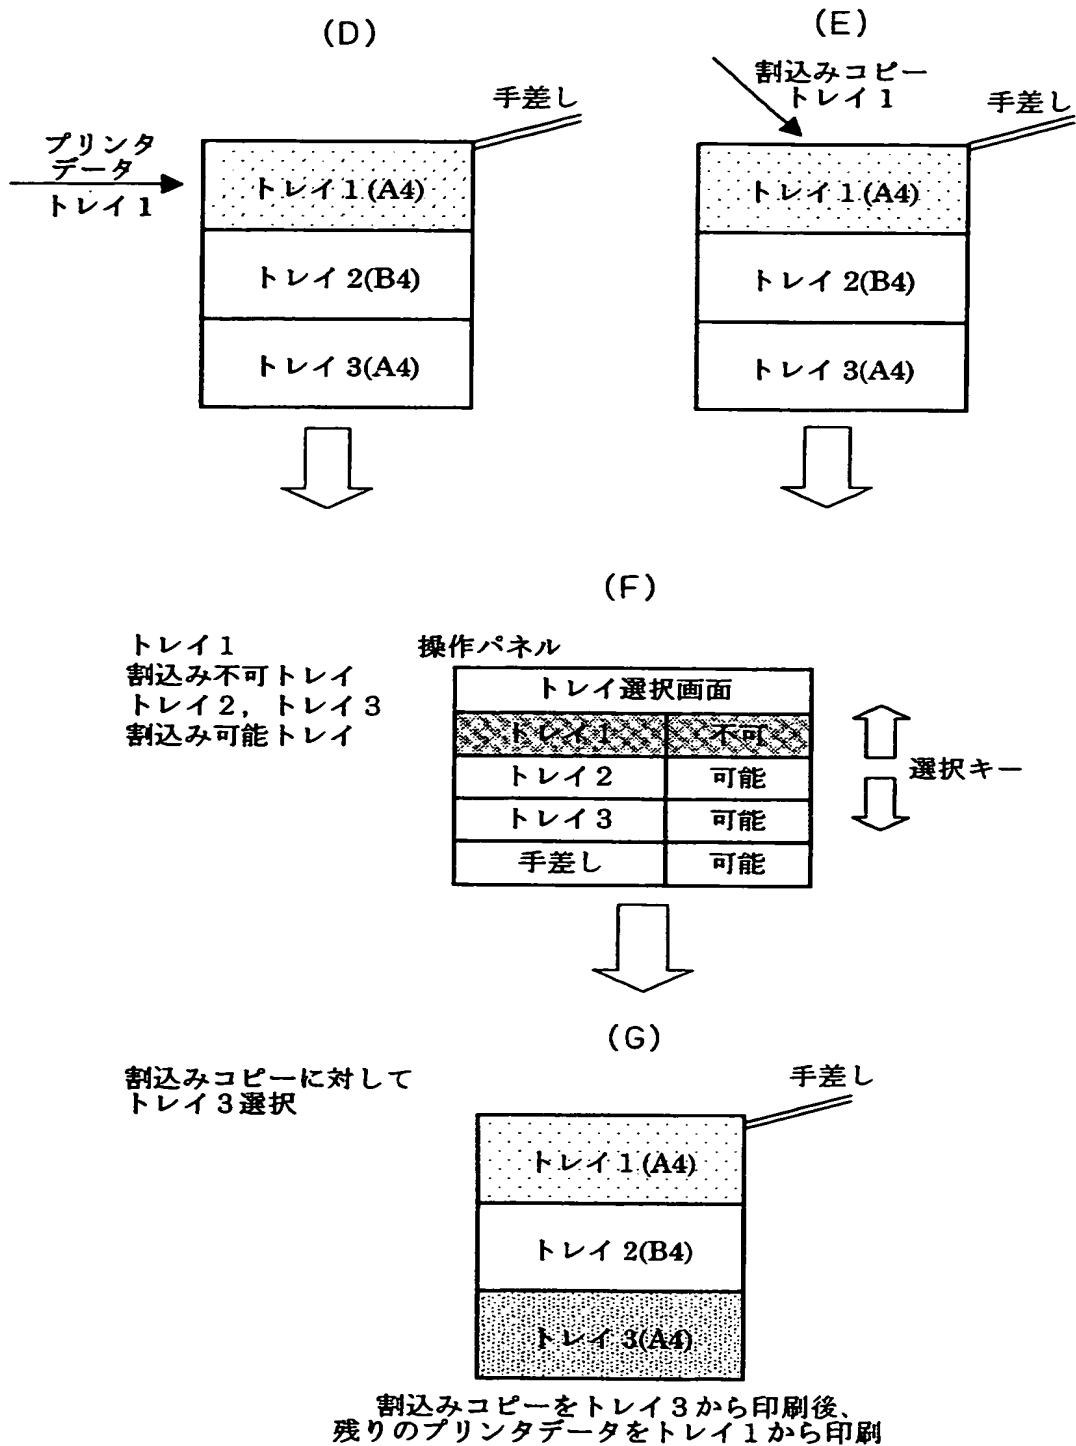 (D)
手差し
プリンタ
データ
トレイ1
トレイ1(A4)
トレイ2(B4)
トレイ3(A4)
(E)
割込みコピー
トレイ1
手差し
トレイ1(A4)
トレイ2(B4)
トレイ3(A4)
(F)
トレイ1
割込み不可トレイ
トレイ2, トレイ3
割込み可能トレイ
操作パネル
トレイ選択画面
トレイ1 不可
トレイ2 可能
トレイ3 可能
手差し 可能
選択キー
(G)
割込みコピーに対して
トレイ3選択
手差し
トレイ1(A4)
トレイ2(B4)
トレイ3(A4)
割込みコピーをトレイ3から印刷後、
残りのプリンタデータをトレイ1から印刷